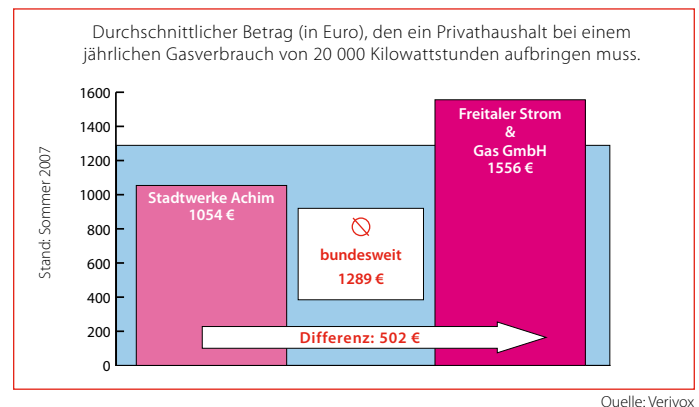 Durchschnittlicher Betrag (in Euro), den ein Privathaushalt bei einem
jährlichen Gasverbrauch von 20 000 Kilowattstunden aufbringen muss.
Stand: Sommer 2007
1600
1400
1200
1000
800
600
400
200
0
Stadtwerke Achim
1054 €
bundesweit
1289 €
Freitaler Strom
&
Gas GmbH
1556 €
Differenz: 502 €
Quelle: Verivox